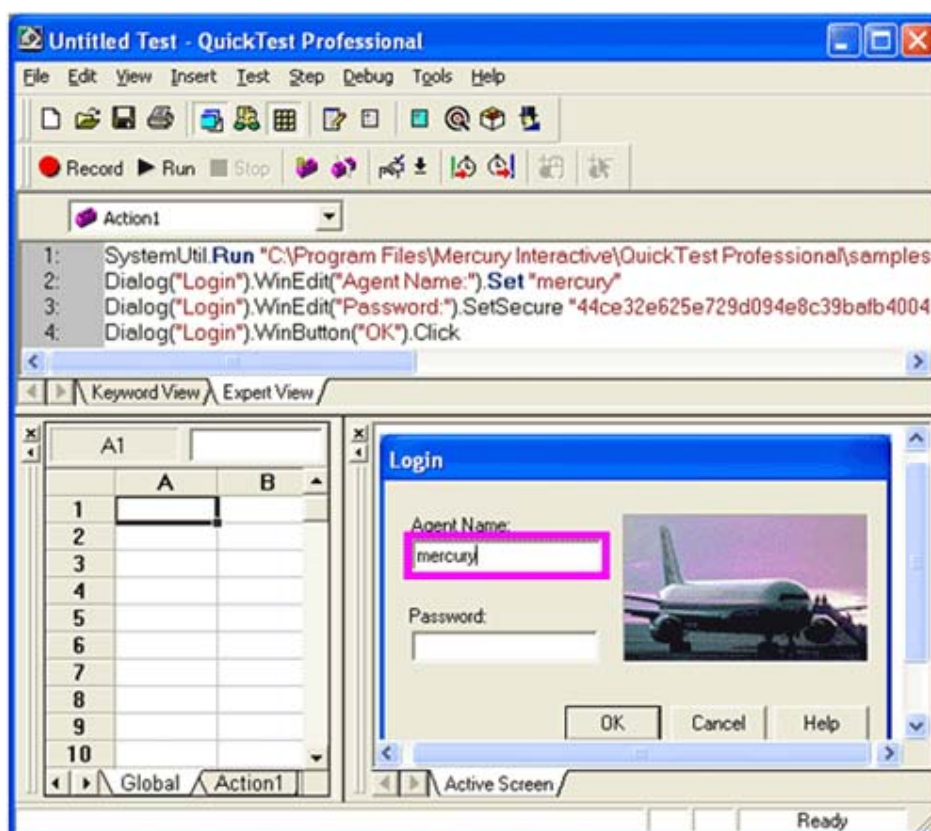 Untitled Test - QuickTest Professional
File Edit View Insert Test Step Debug Tools Help
Record Run Stop
Action1
1: SystemUtil.Run "C:\Program Files\Mercury Interactive\QuickTest Professional\samples
2: Dialog("Login").WinEdit("Agent Name:").Set "mercury"
3: Dialog("Login").WinEdit("Password:").SetSecure "44ce32e625e729d094e8c39bafb4004
4: Dialog("Login").WinButton("OK").Click
Keyword View Expert View
A1
A B
1
2
3
4
5
6
7
8
9
10
Global Action1
Login
Agent Name:
mercury
Password:
OK Cancel Help
Active Screen
Ready